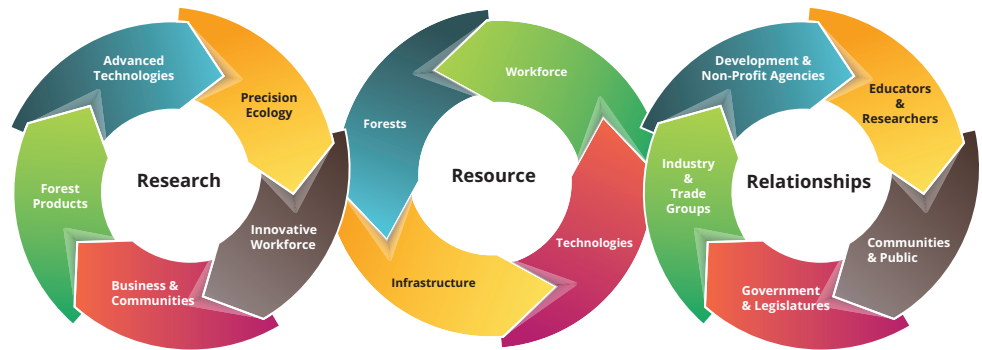 Advanced
Technologies
Precision
Ecology
Research
Forest
Products
Innovative
Workforce
Business &
Communities
Workforce
Forests
Resource
Technologies
Infrastructure
Development &
Non-Profit Agencies
Educators
&
Researchers
Industry
&
Trade
Groups
Relationships
Communities
& Public
Government
& Legislatures